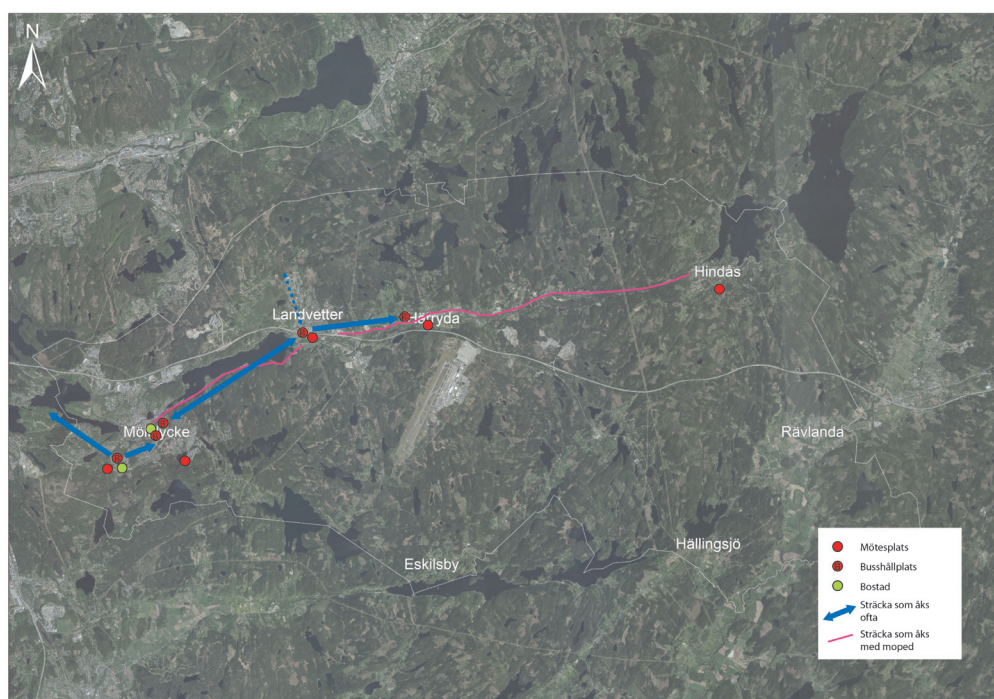 N
Hindås
Landvetter
Härryda
Mölnlycke
Rävlanda
Hällingsjö
Eskilsby
Mötesplats
B Busshållplats
Bostad
Sträcka som åks
ofta
Sträcka som åks
med moped